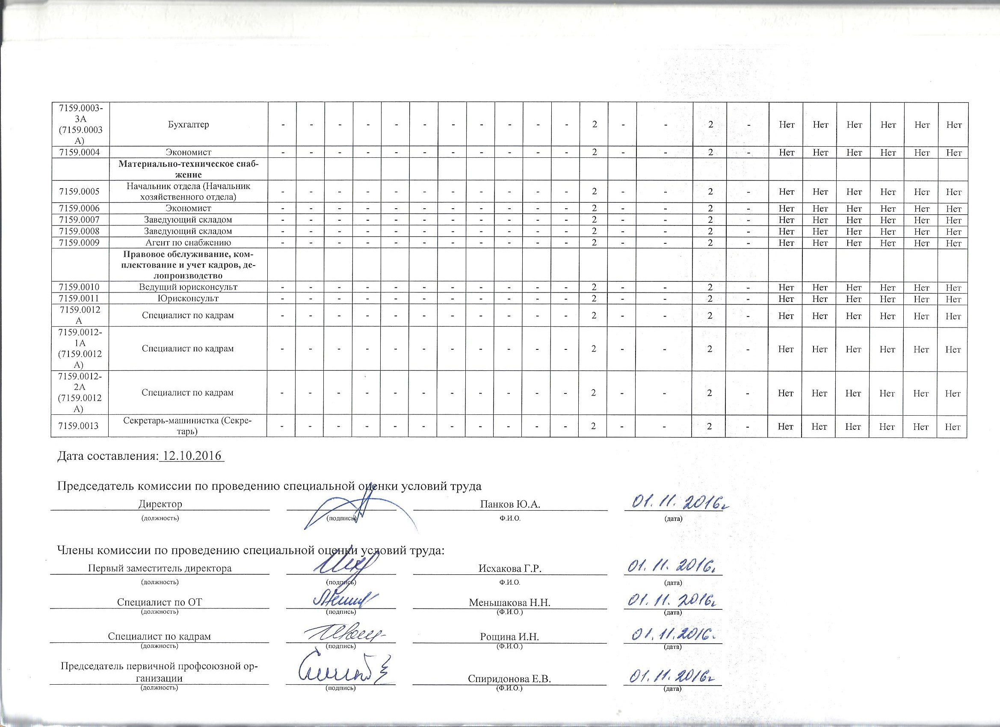 7159.0003-
3А
(7159.0003
А)
Бухгалтер - - - - - - - - - - - 2 - - 2 - Нет Нет Нет Нет Нет Нет
7159.0004 Экономист - - - - - - - - - - - 2 - - 2 - Нет Нет Нет Нет Нет Нет
Материально-техническое снаб-
жение
7159.0005 Начальник отдела (Начальник
хозяйственного отдела) - - - - - - - - - - - 2 - - 2 - Нет Нет Нет Нет Нет Нет
7159.0006 Экономист - - - - - - - - - - - 2 - - 2 - Нет Нет Нет Нет Нет Нет
7159.0007 Заведующий складом - - - - - - - - - - - 2 - - 2 - Нет Нет Нет Нет Нет Нет
7159.0008 Заведующий складом - - - - - - - - - - - 2 - - 2 - Нет Нет Нет Нет Нет Нет
7159.0009 Агент по снабжению - - - - - - - - - - - 2 - - 2 - Нет Нет Нет Нет Нет Нет
Правовое обслуживание, ком-
плектование и учет кадров, де-
лопроизводство
7159.0010 Ведущий юрисконсульт - - - - - - - - - - - 2 - - 2 - Нет Нет Нет Нет Нет Нет
7159.0011 Юрисконсульт - - - - - - - - - - - 2 - - 2 - Нет Нет Нет Нет Нет Нет
7159.0012
А
Специалист по кадрам - - - - - - - - - - - 2 - - 2 - Нет Нет Нет Нет Нет Нет
7159.0012-
1А
(7159.0012
А)
Специалист по кадрам - - - - - - - - - - - 2 - - 2 - Нет Нет Нет Нет Нет Нет
7159.0012-
2А
(7159.0012
А)
Специалист по кадрам - - - - - - - - - - - 2 - - 2 - Нет Нет Нет Нет Нет Нет
7159.0013 Секретарь-машинистка (Секре-
тарь) - - - - - - - - - - - 2 - - 2 - Нет Нет Нет Нет Нет Нет
Дата составления: 12.10.2016
Председатель комиссии по проведению специальной оценки условий труда
Директор Панков Ю.А. 01.11.2016г
(должность) (подпись) Ф.И.О. (дата)
Члены комиссии по проведению специальной оценки условий труда:
Первый заместитель директора Исхакова Г.Р. 01.11.2016г
(должность) (подпись) Ф.И.О. (дата)
Специалист по ОТ Меньшакова Н.Н. 01.11.2016г
(должность) (подпись) (Ф.И.О.) (дата)
Специалист по кадрам Рощина И.Н. 01.11.2016г
(должность) (подпись) (Ф.И.О.) (дата)
Председатель первичной профсоюзной ор-
ганизации Спиридонова Е.В. 01.11.2016г
(должность) (подпись) (Ф.И.О.) (дата)